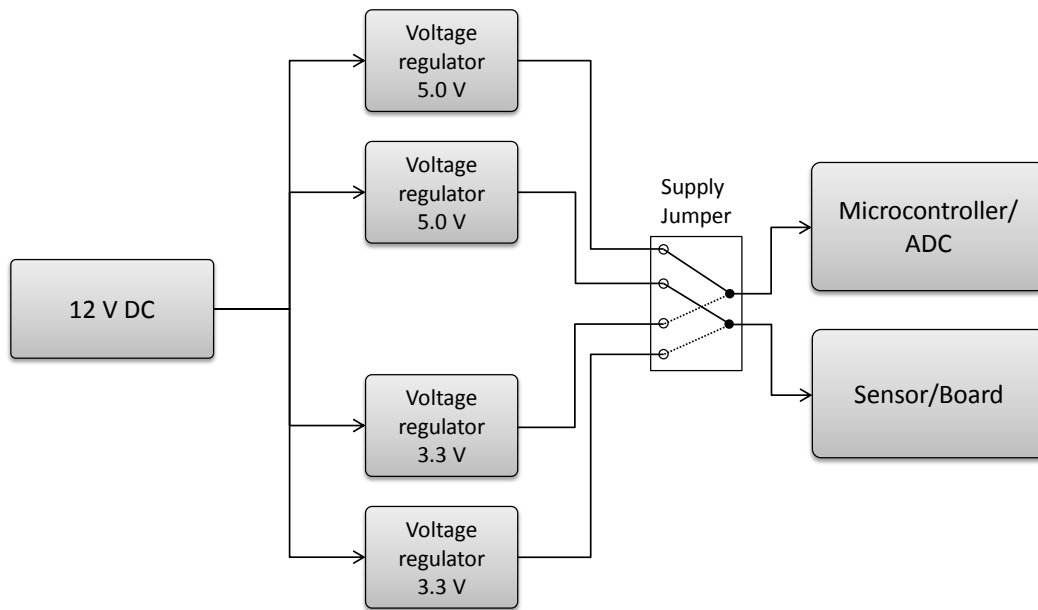 Voltage
regulator
5.0 V
Voltage
regulator
5.0 V
Supply
Jumper
Microcontroller/
ADC
12 V DC
Voltage
regulator
3.3 V
Sensor/Board
Voltage
regulator
3.3 V